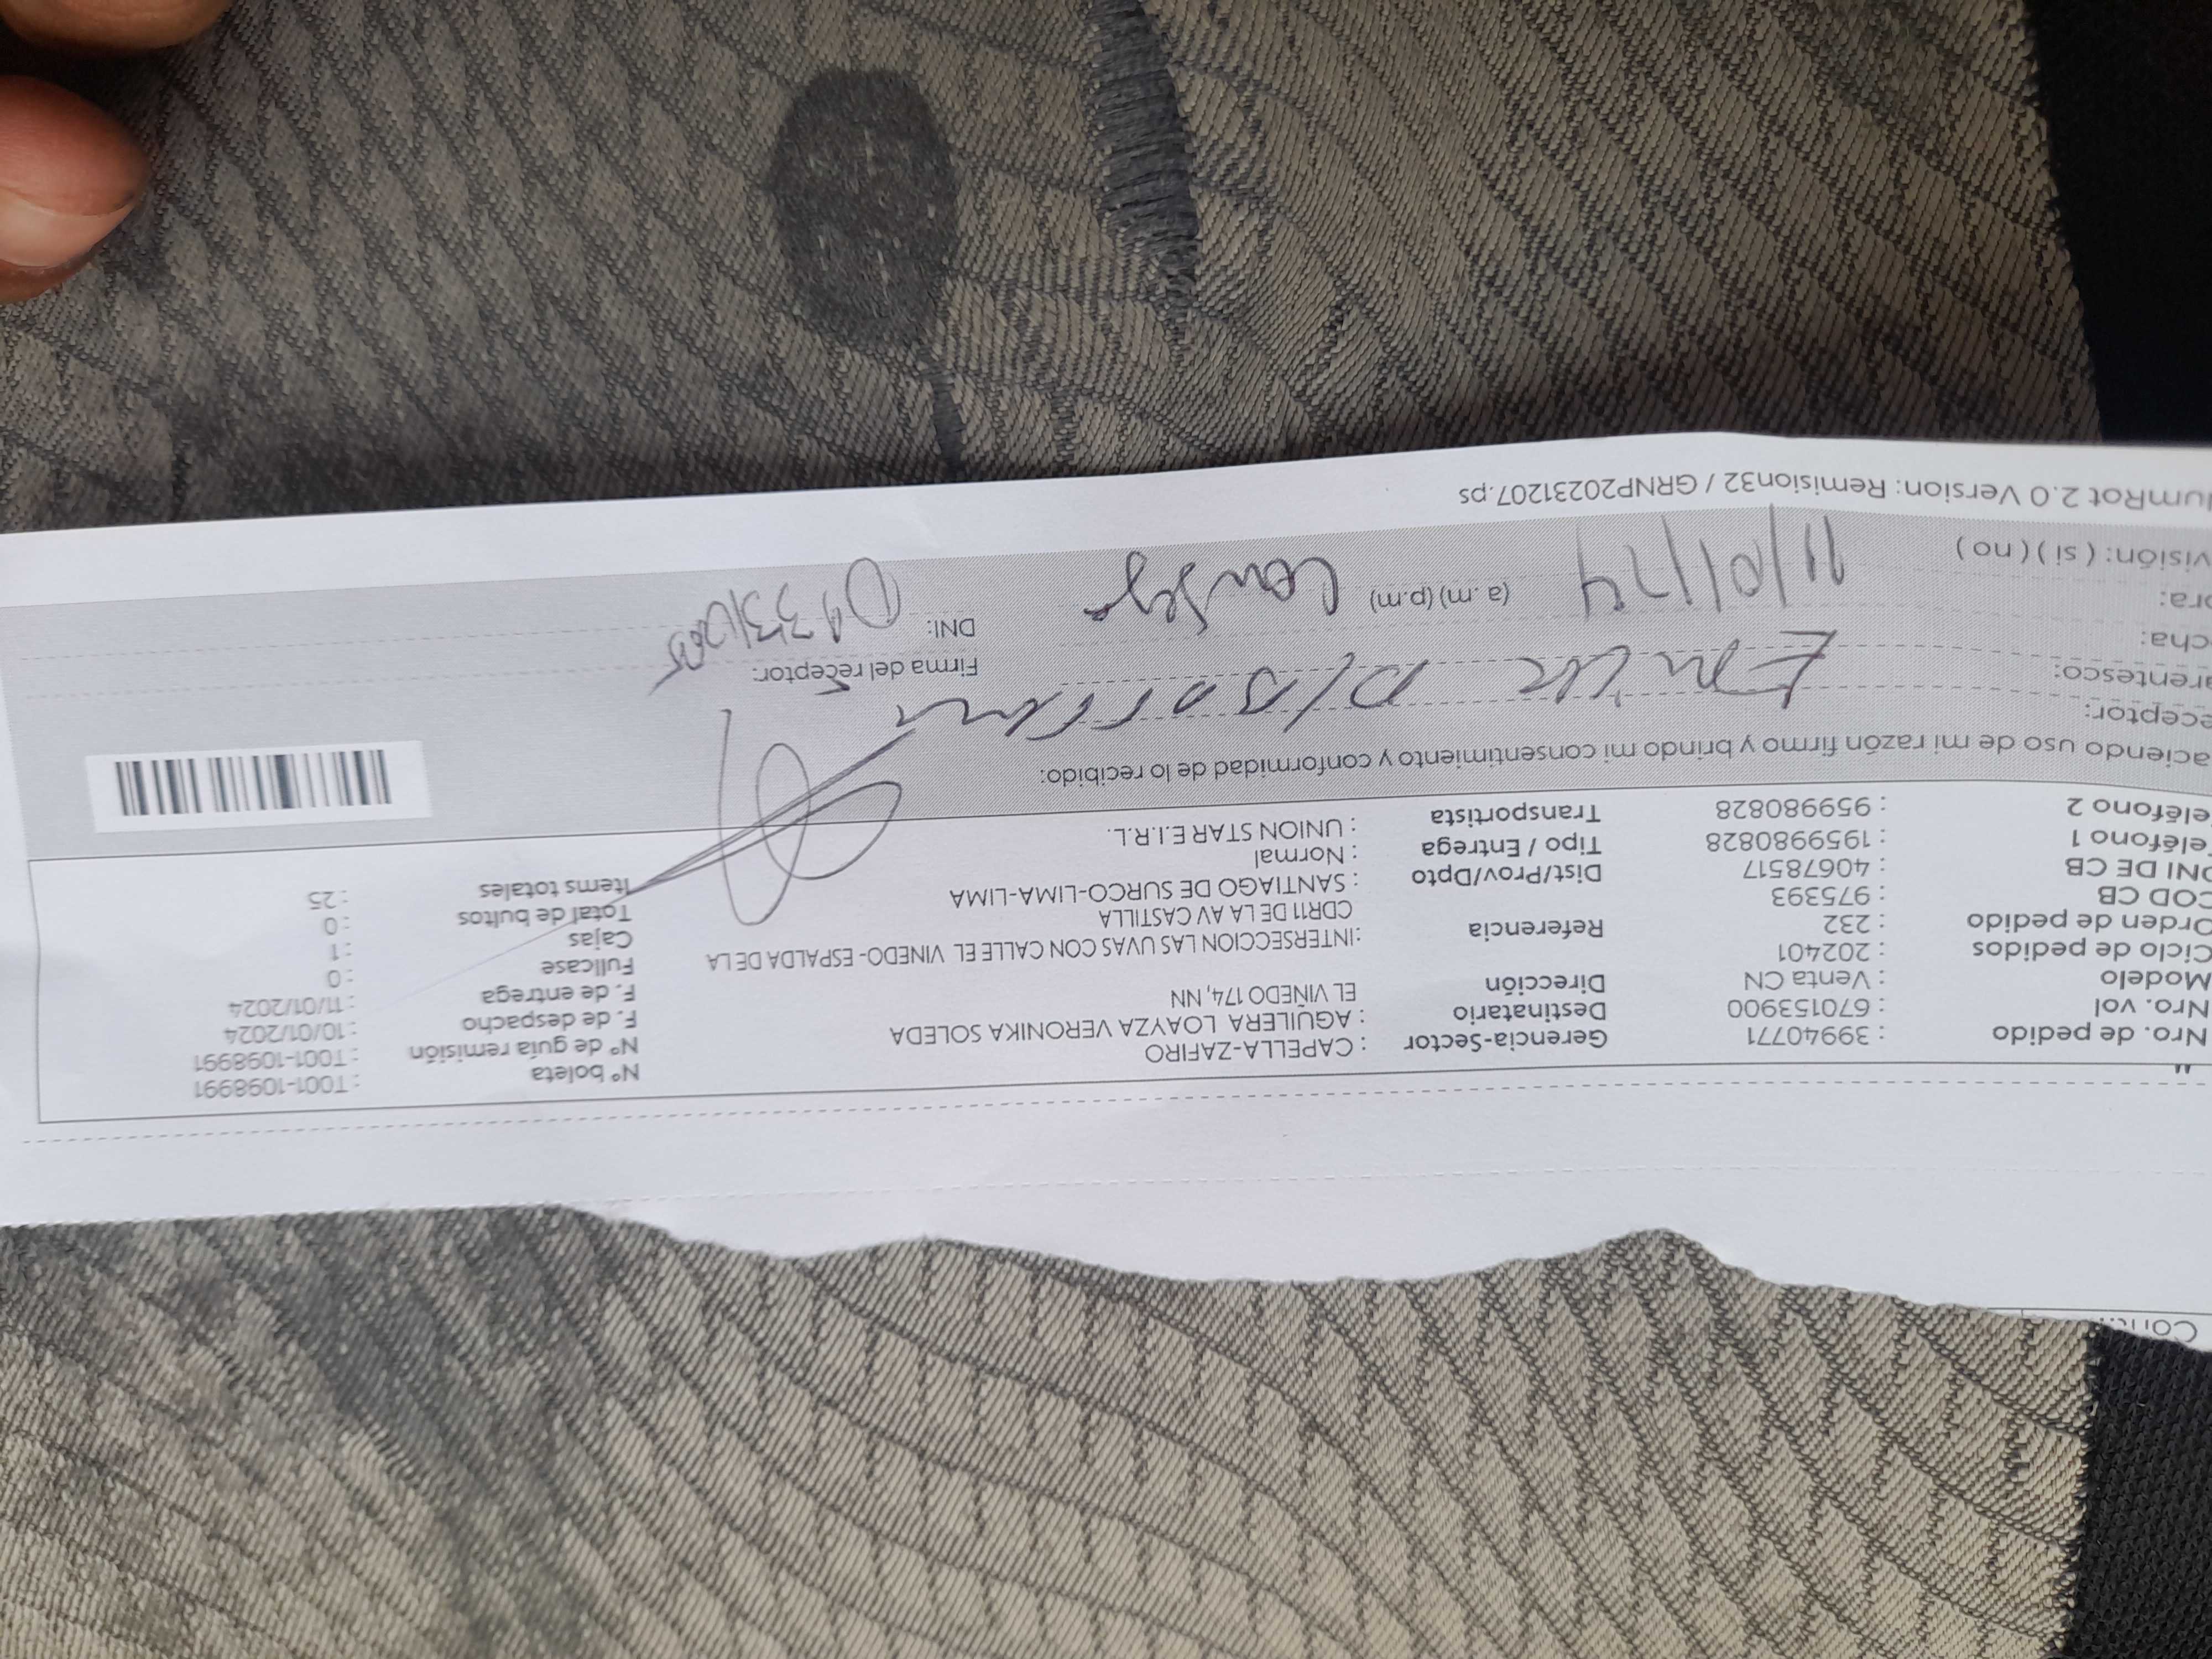 Nro. de pedido : 39940771 Gerencia-Sector : CAPELLA-ZAFIRO Nº boleta : T001-1098991
Nro. vol : 670153900 Destinatario : AGUILERA LOAYZA VERONIKA SOLEDA Nº de guía remisión : T001-1098991
Modelo : Venta CN Dirección EL VIÑEDO 174, NN F. de despacho : 10/01/2024
Ciclo de pedidos : 202401 F. de entrega : 11/01/2024
Orden de pedido : 232 Referencia :INTERSECCION LAS UVAS CON CALLE EL VINEDO- ESPALDA DE LA Fullcase : 0
COD CB : 975393 CDR11 DE LA AV CASTILLA Cajas : 1
DNI DE CB : 40678517 Dist/Prov/Dpto : SANTIAGO DE SURCO-LIMA-LIMA Total de bultos : 0
Teléfono 1 : 1959980828 Tipo / Entrega : Normal Items totales : 25
eléfono 2 : 959980828 Transportista : UNION STAR E.I.R.L.
aciendo uso de mi razón firmo y brindo mi consentimiento y conformidad de lo recibido:
eceptor:
arentesco: Firma del receptor:
cha: DNI:
ora: 11/01/24 (a.m) (p.m)
visión: ( si ) ( no )
umRot 2.0 Version: Remision32 / GRNP20231207.ps